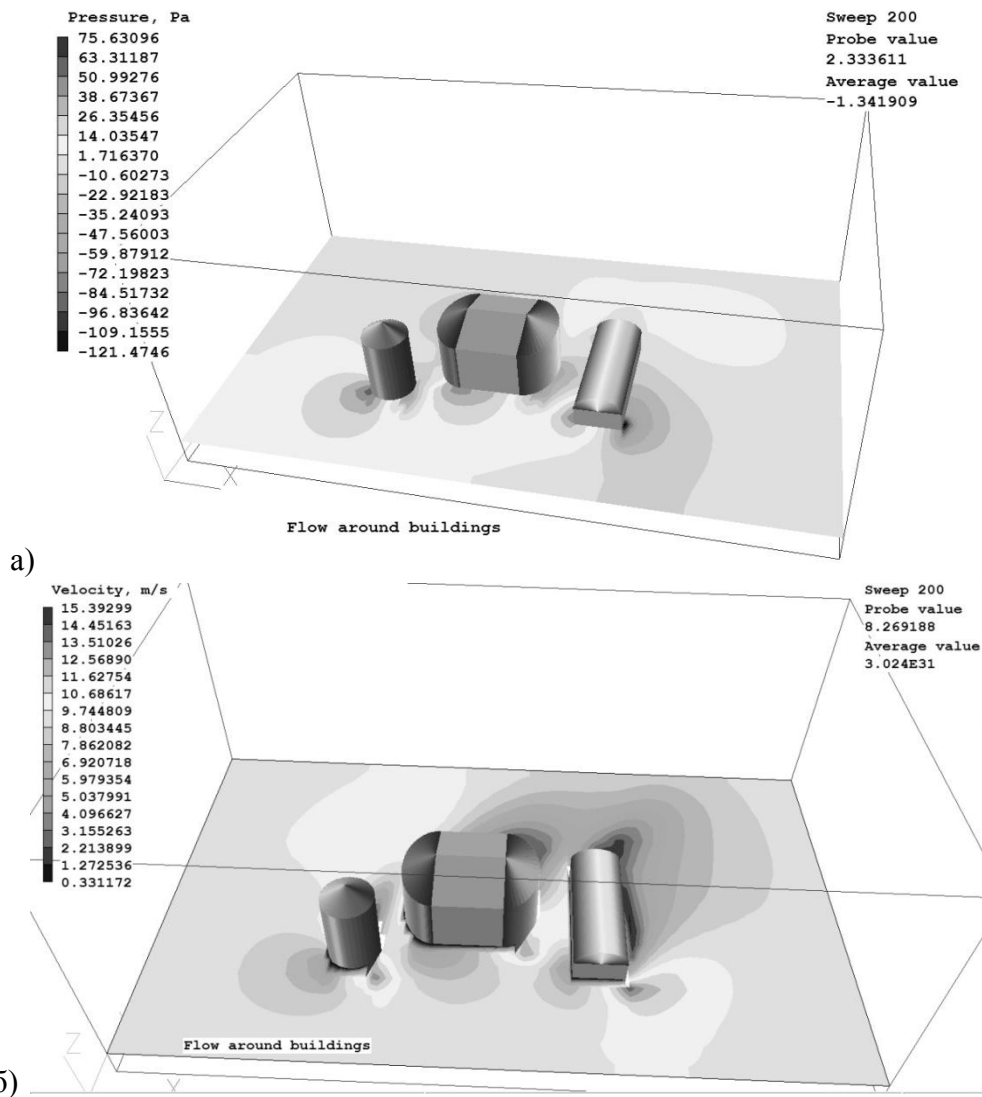 Pressure, Pa
75.63096
63.31187
50.99276
38.67367
26.35456
14.03547
1.716370
-10.60273
-22.92183
-35.24093
-47.56003
-59.87912
-72.19823
-84.51732
-96.83642
-109.1555
-121.4746
Sweep 200
Probe value
2.333611
Average value
-1.341909
Z
X
Flow around buildings
а)
Velocity, m/s
15.39299
14.45163
13.51026
12.56890
11.62754
10.68617
9.744809
8.803445
7.862082
6.920718
5.979354
5.037991
4.096627
3.155263
2.213899
1.272536
0.331172
Sweep 200
Probe value
8.269188
Average value
3.024E31
Z
Flow around buildings
б)